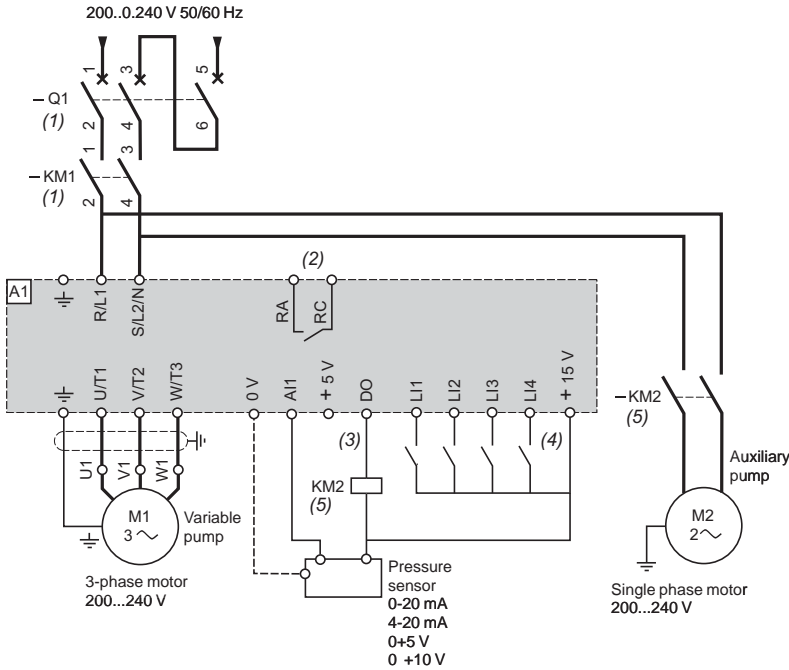 200..0.240 V 50/60 Hz
1
3
5
– Q1
(1)
2
4
6
1
3
– KM1
(1)
2
4
A1
R/L1
S/L2/N
(2)
RA
RC
U/T1
V/T2
W/T3
0 V
AI1
+ 5 V
DO
LI1
LI2
LI3
LI4
+ 15 V
– KM2
(5)
(3)
(4)
U1
V1
W1
KM2
(5)
Auxiliary
pump
M1
3 ~
Variable
pump
M2
2 ~
3-phase motor
200...240 V
Pressure
sensor
0-20 mA
4-20 mA
0+5 V
0 +10 V
Single phase motor
200...240 V